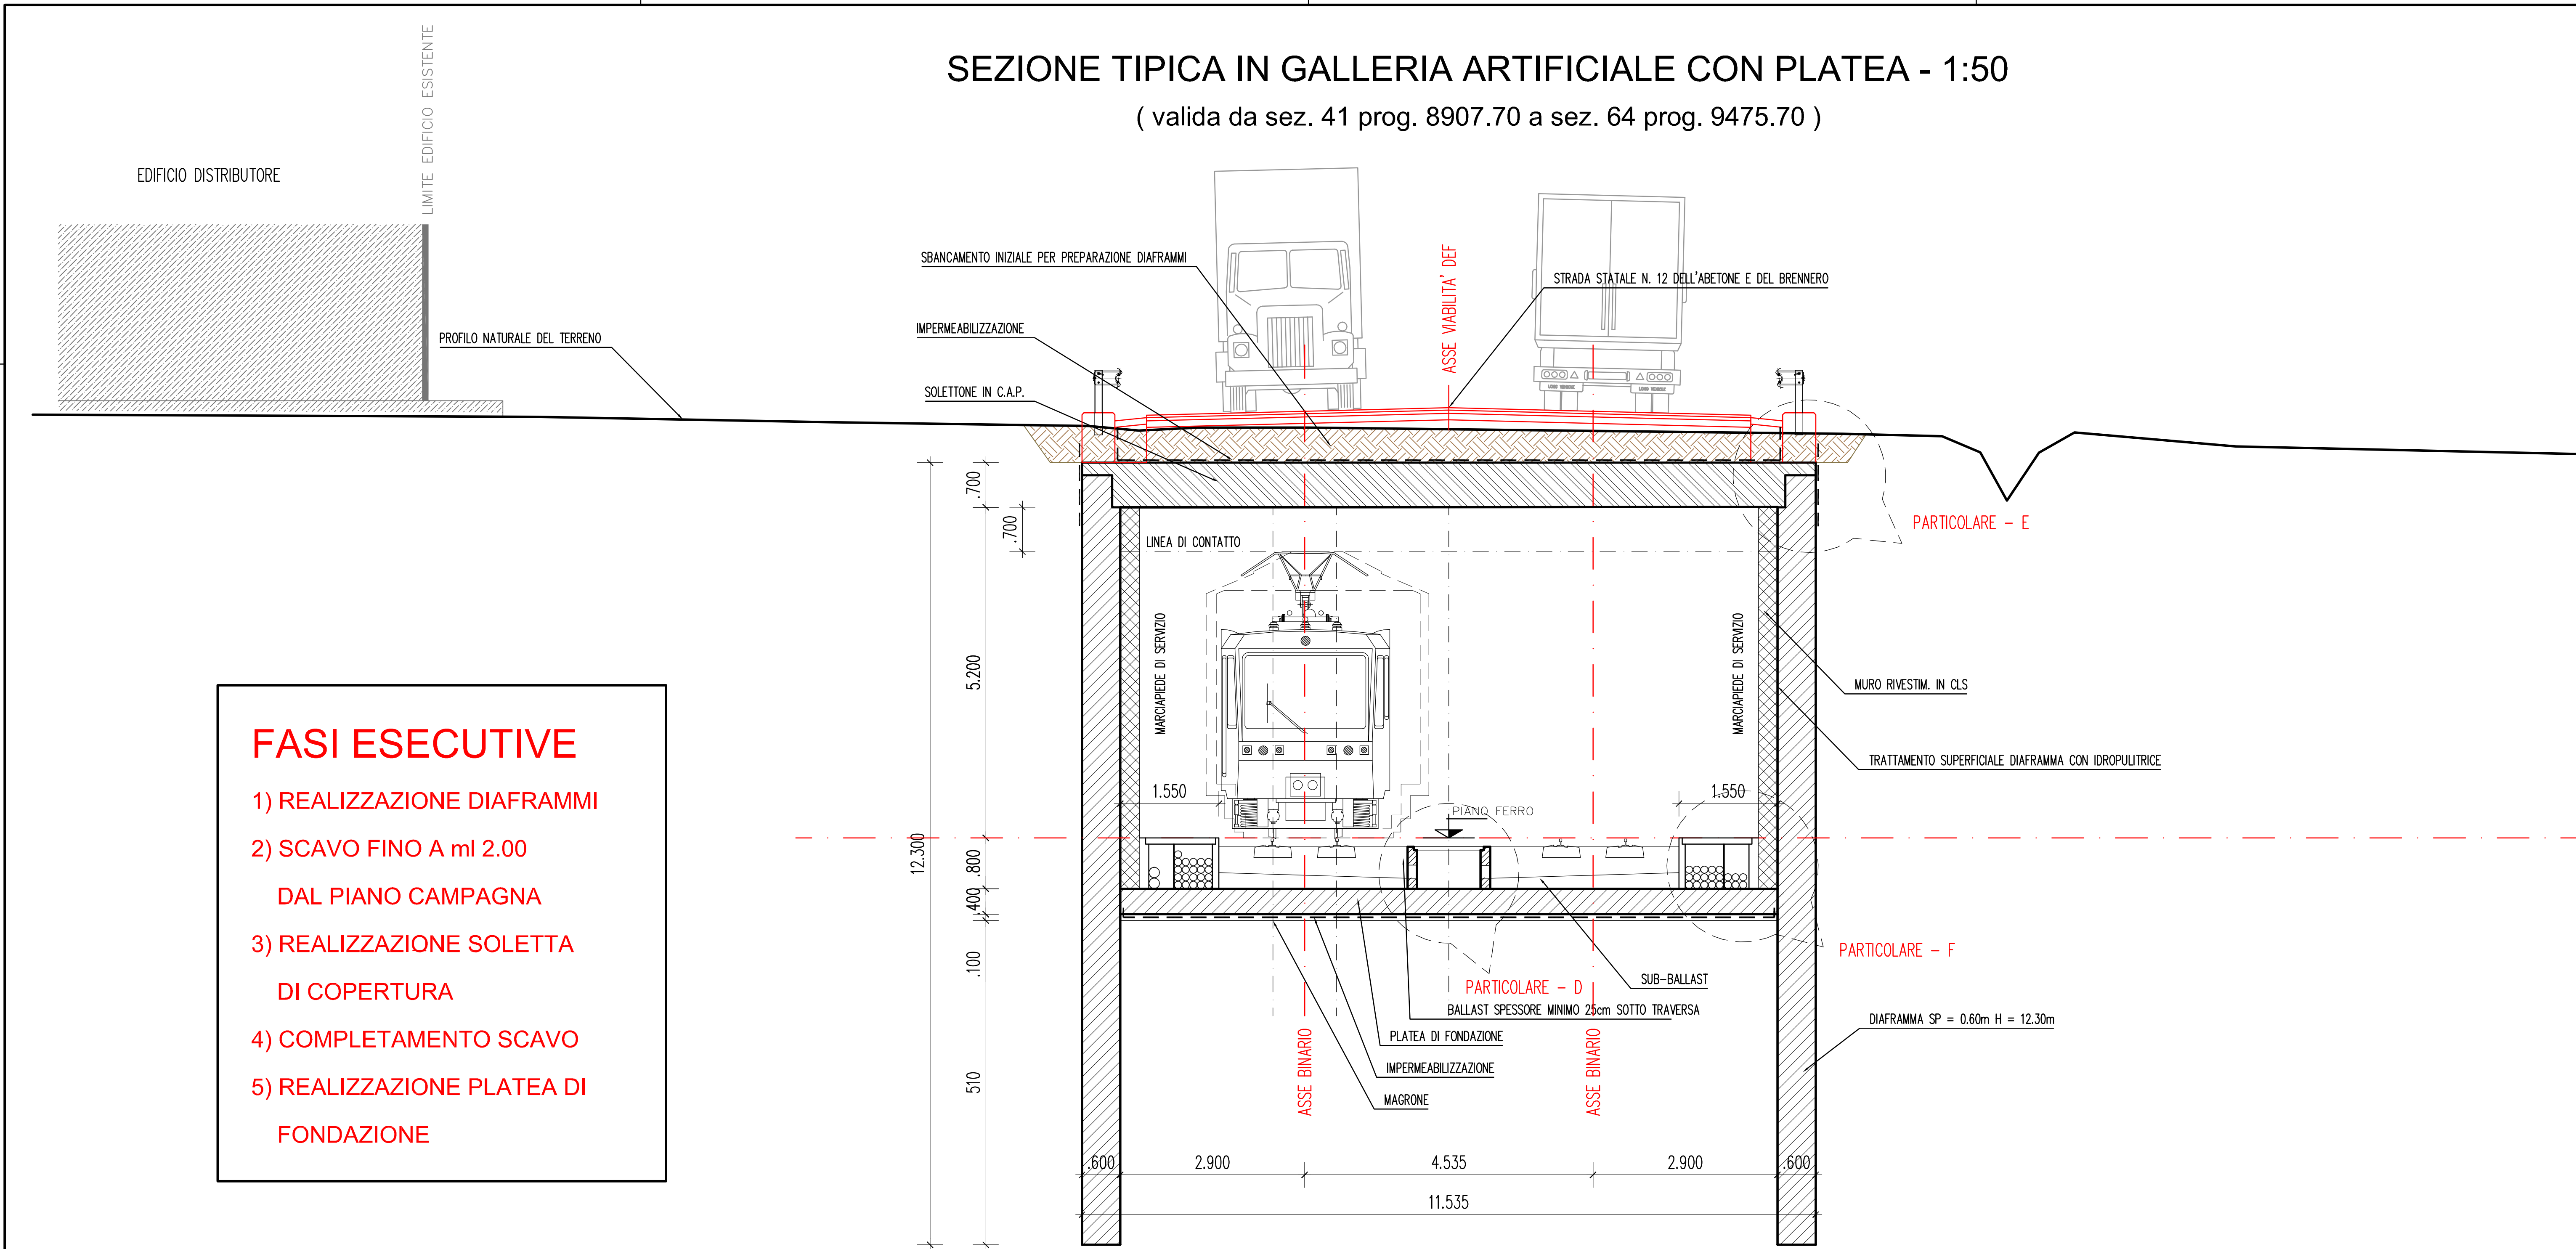 SEZIONE TIPICA IN GALLERIA ARTIFICIALE CON PLATEA - 1:50
( valida da sez. 41 prog. 8907.70 a sez. 64 prog. 9475.70 )
LIMITE EDIFICIO ESISTENTE
EDIFICIO DISTRIBUTORE
PROFILO NATURALE DEL TERRENO
SBANCAMENTO INIZIALE PER PREPARAZIONE DIAFRAMMI
IMPERMEABILIZZAZIONE
SOLETTONE IN C.A.P.
ASSE VIABILITA' DEF
STRADA STATALE N. 12 DELL'ABETONE E DEL BRENNERO
LONG VEHICLE
LONG VEHICLE
.700
.700
5.200
12.300
.800
.400
.100
510
LINEA DI CONTATTO
MARCIAPIEDE DI SERVIZIO
MARCIAPIEDE DI SERVIZIO
1.550
1.550
PIANO FERRO
PARTICOLARE - E
MURO RIVESTIM. IN CLS
TRATTAMENTO SUPERFICIALE DIAFRAMMA CON IDROPULITRICE
PARTICOLARE - F
PARTICOLARE - D
SUB-BALLAST
BALLAST SPESSORE MINIMO 25cm SOTTO TRAVERSA
PLATEA DI FONDAZIONE
IMPERMEABILIZZAZIONE
MAGRONE
DIAFRAMMA SP = 0.60m H = 12.30m
ASSE BINARIO
ASSE BINARIO
.600
2.900
4.535
2.900
.600
11.535
FASI ESECUTIVE
1) REALIZZAZIONE DIAFRAMMI
2) SCAVO FINO A ml 2.00
DAL PIANO CAMPAGNA
3) REALIZZAZIONE SOLETTA
DI COPERTURA
4) COMPLETAMENTO SCAVO
5) REALIZZAZIONE PLATEA DI
FONDAZIONE